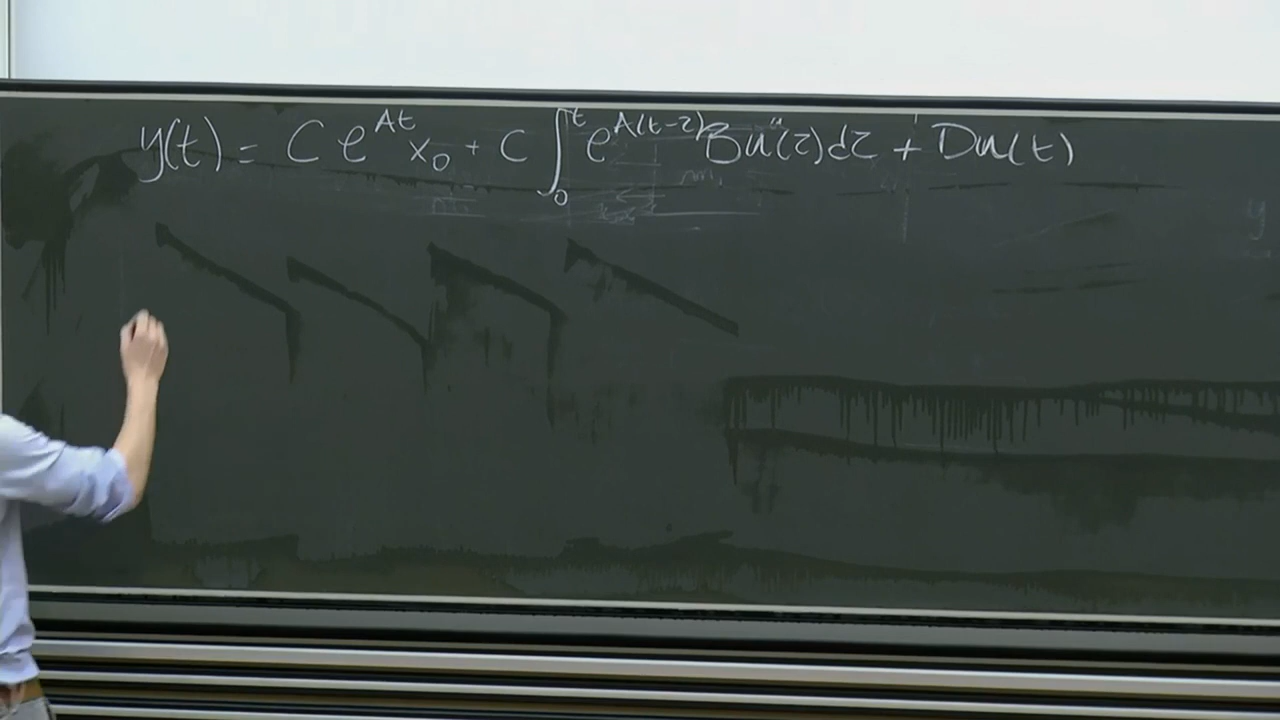 y(t) = C e^{At} x_0 + C ∫_0^t e^{A(t-τ)} B u(τ) dτ + D u(t)